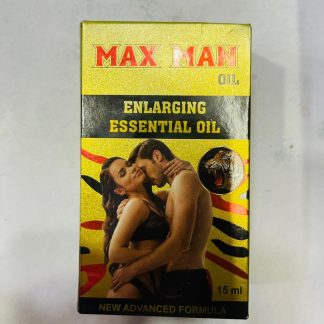 MAX MAN
OIL
ENLARGING
ESSENTIAL OIL
15 ml
NEW ADVANCED FORMULA